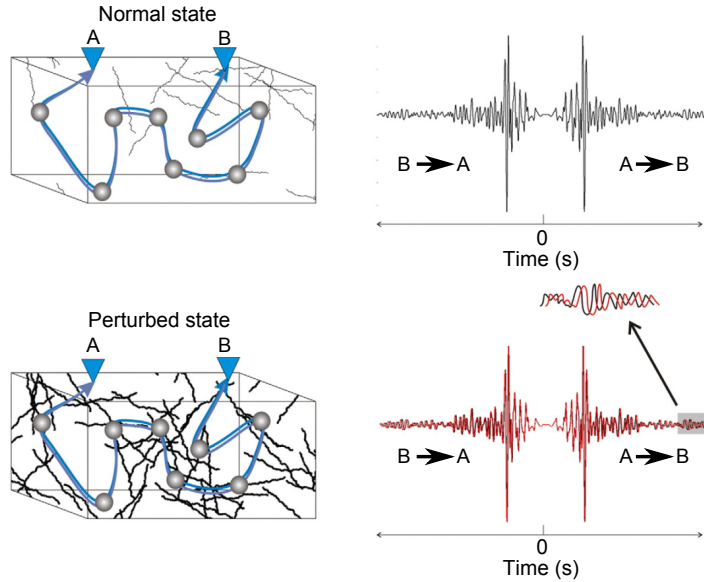 Normal state
A
B
B A
A B
0
Time (s)
Perturbed state
A
B
B A
A B
0
Time (s)